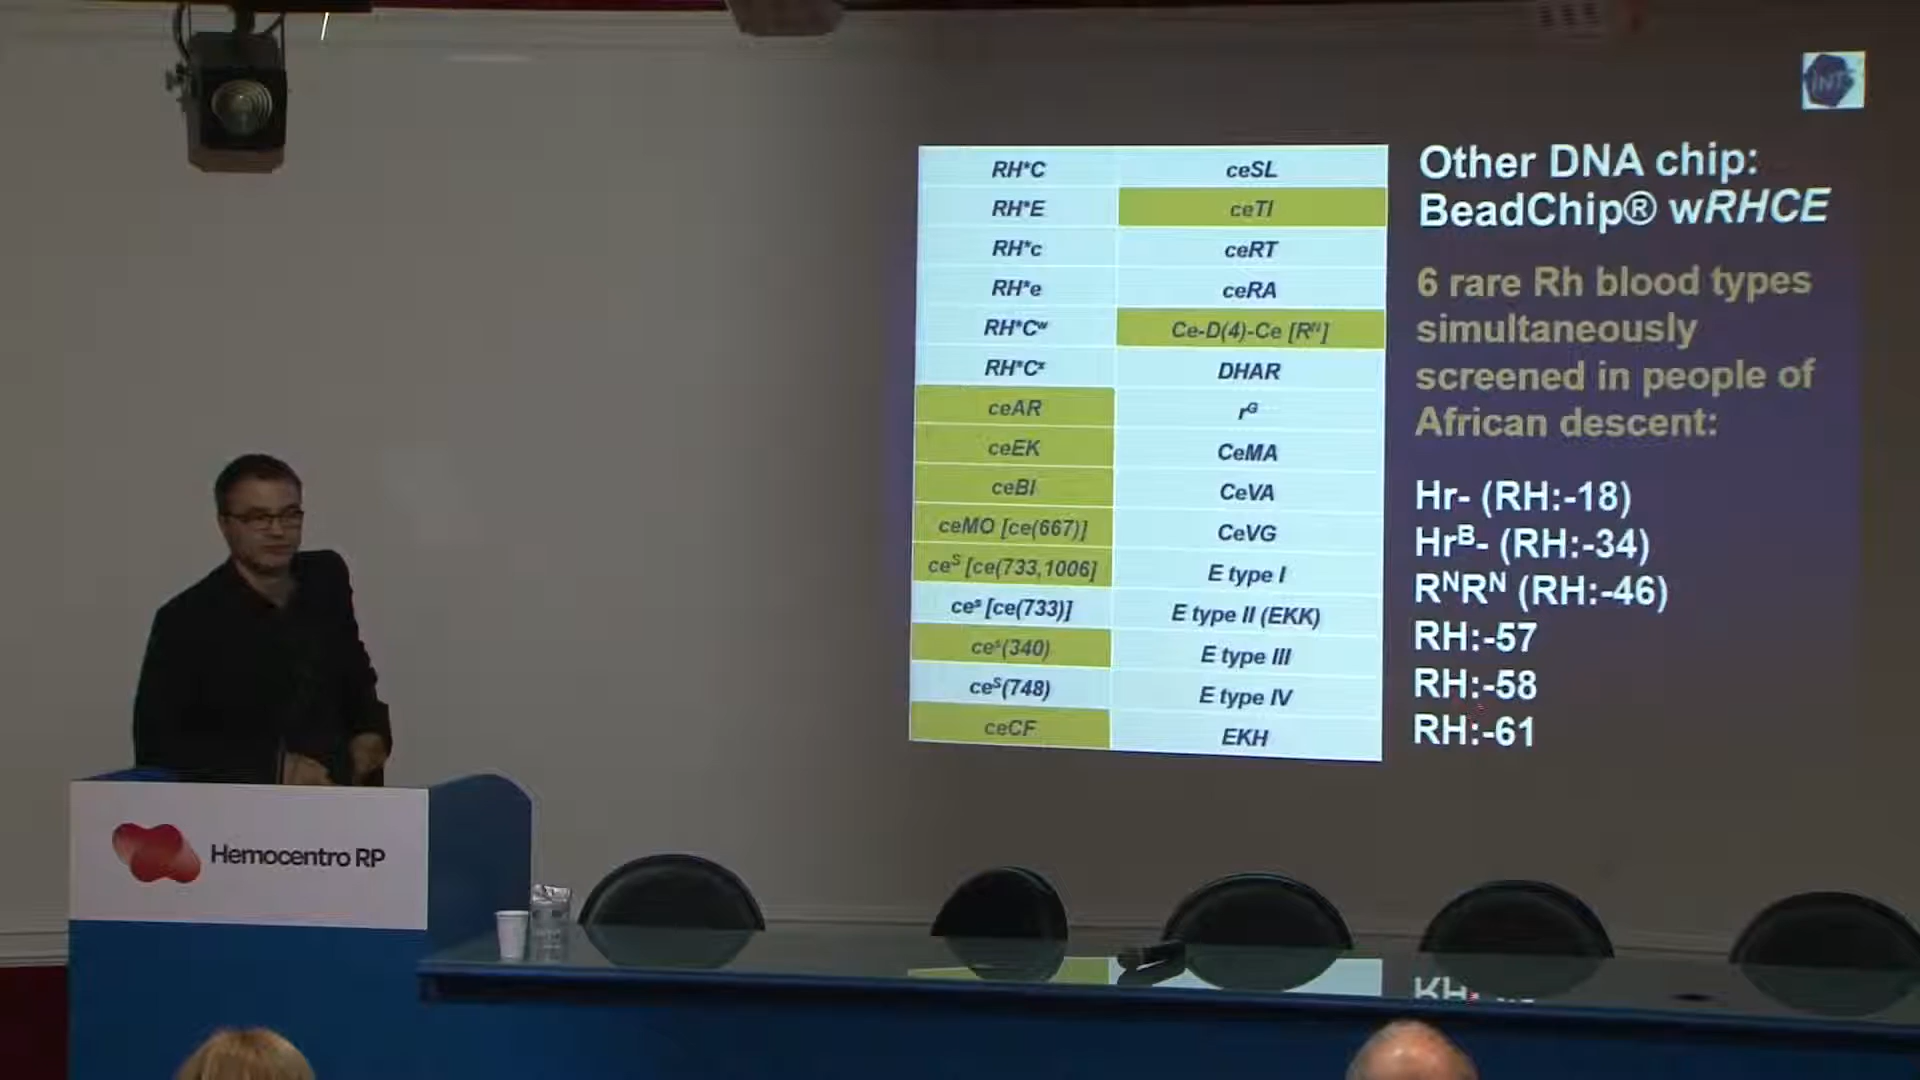 INTS
RH*C ceSL
RH*E ceTI
RH*c ceRT
RH*e ceRA
RH*Cʷ Ce-D(4)-Ce [Rᴺ]
RH*Cˣ DHAR
ceAR rᴳ
ceEK CeMA
ceBI CeVA
ceMO [ce(667)] CeVG
ceˢ [ce(733,1006] E type I
ceˢ [ce(733)] E type II (EKK)
ceˢ(340) E type III
ceˢ(748) E type IV
ceCF EKH
Other DNA chip:
BeadChip® wRHCE
6 rare Rh blood types
simultaneously
screened in people of
African descent:
Hr- (RH:-18)
Hrᴮ- (RH:-34)
RᴺRᴺ (RH:-46)
RH:-57
RH:-58
RH:-61
Hemocentro RP